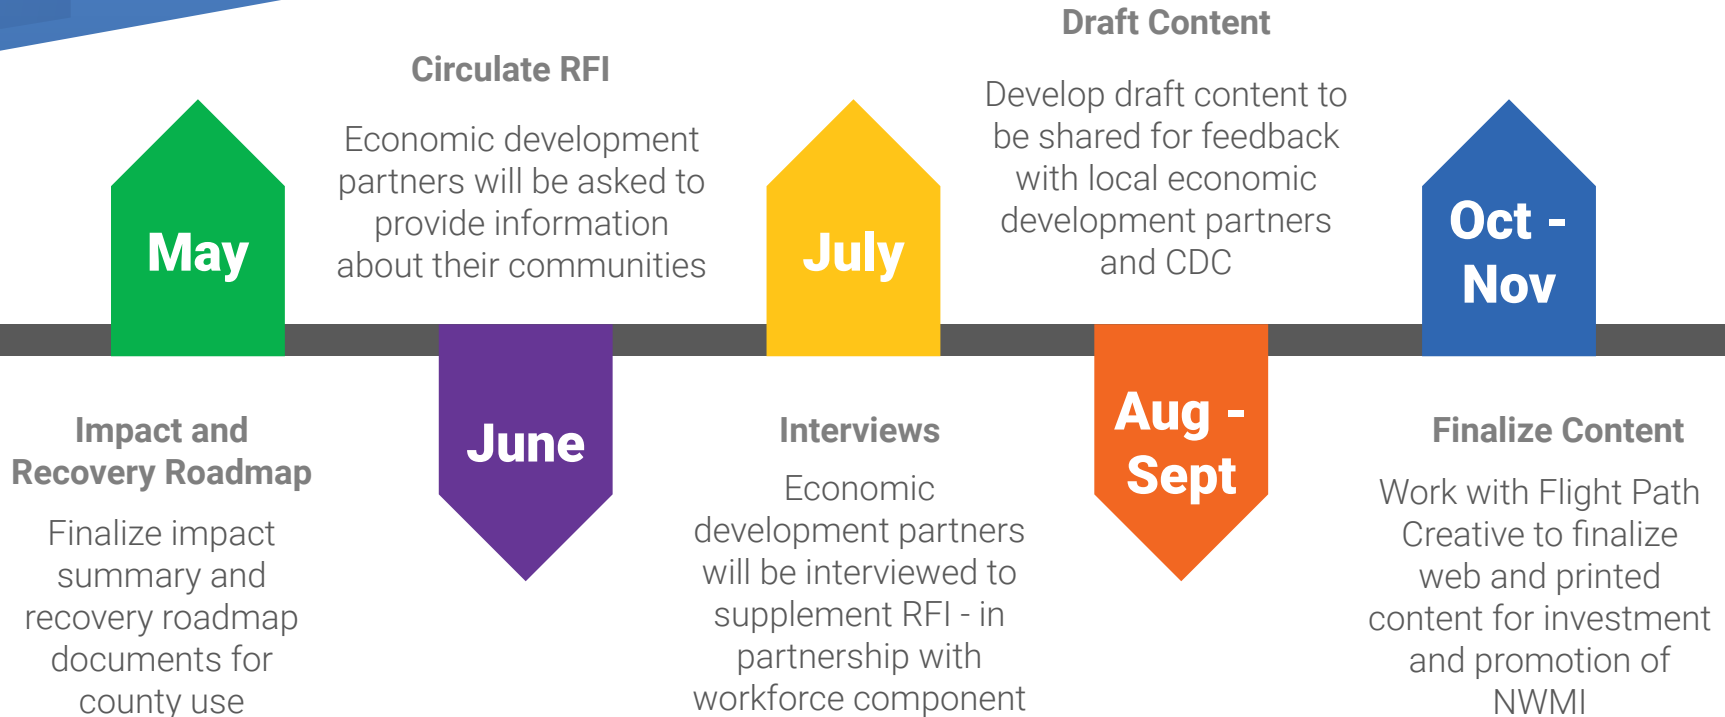 May
Impact and
Recovery Roadmap
Finalize impact
summary and
recovery roadmap
documents for
county use
Circulate RFI
Economic development
partners will be asked to
provide information
about their communities
June
July
Interviews
Economic
development partners
will be interviewed to
supplement RFI - in
partnership with
workforce component
Draft Content
Develop draft content to
be shared for feedback
with local economic
development partners
and CDC
Aug -
Sept
Oct -
Nov
Finalize Content
Work with Flight Path
Creative to finalize
web and printed
content for investment
and promotion of
NWMI